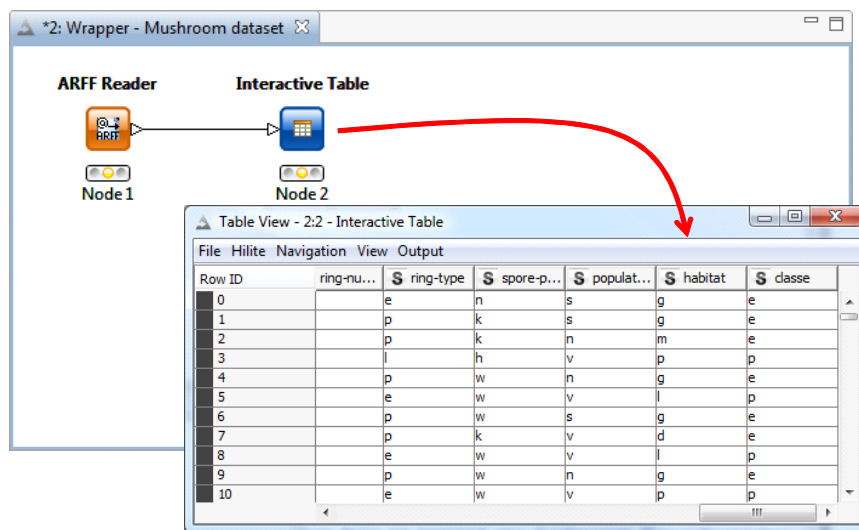 *2: Wrapper - Mushroom dataset
ARFF Reader Interactive Table
ARFF
Node 1 Node 2
Table View - 2:2 - Interactive Table
File Hilite Navigation View Output
Row ID ring-nu... S ring-type S spore-p... S populat... S habitat S classe
0 e n s g e
1 p k s g e
2 p k n m e
3 l h v p p
4 p w n g e
5 e w v l p
6 p w s g e
7 p k v d e
8 e w v l p
9 p w n g e
10 e w v p p